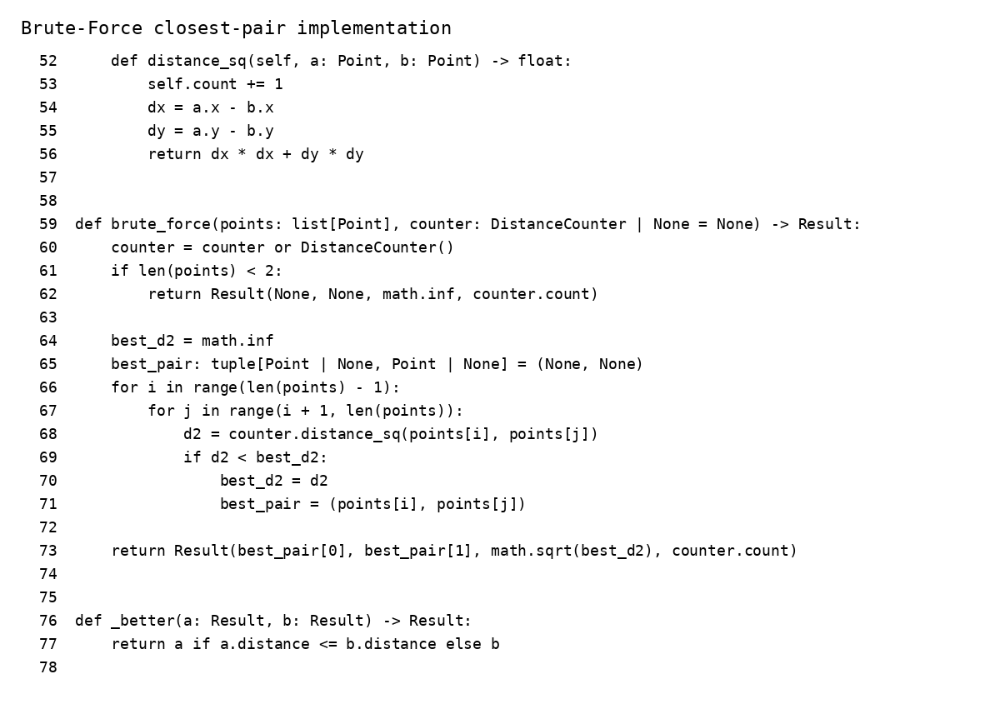 Brute-Force closest-pair implementation
52      def distance_sq(self, a: Point, b: Point) -> float:
53          self.count += 1
54          dx = a.x - b.x
55          dy = a.y - b.y
56          return dx * dx + dy * dy
57
58
59  def brute_force(points: list[Point], counter: DistanceCounter | None = None) -> Result:
60      counter = counter or DistanceCounter()
61      if len(points) < 2:
62          return Result(None, None, math.inf, counter.count)
63
64      best_d2 = math.inf
65      best_pair: tuple[Point | None, Point | None] = (None, None)
66      for i in range(len(points) - 1):
67          for j in range(i + 1, len(points)):
68              d2 = counter.distance_sq(points[i], points[j])
69              if d2 < best_d2:
70                  best_d2 = d2
71                  best_pair = (points[i], points[j])
72
73      return Result(best_pair[0], best_pair[1], math.sqrt(best_d2), counter.count)
74
75
76  def _better(a: Result, b: Result) -> Result:
77      return a if a.distance <= b.distance else b
78